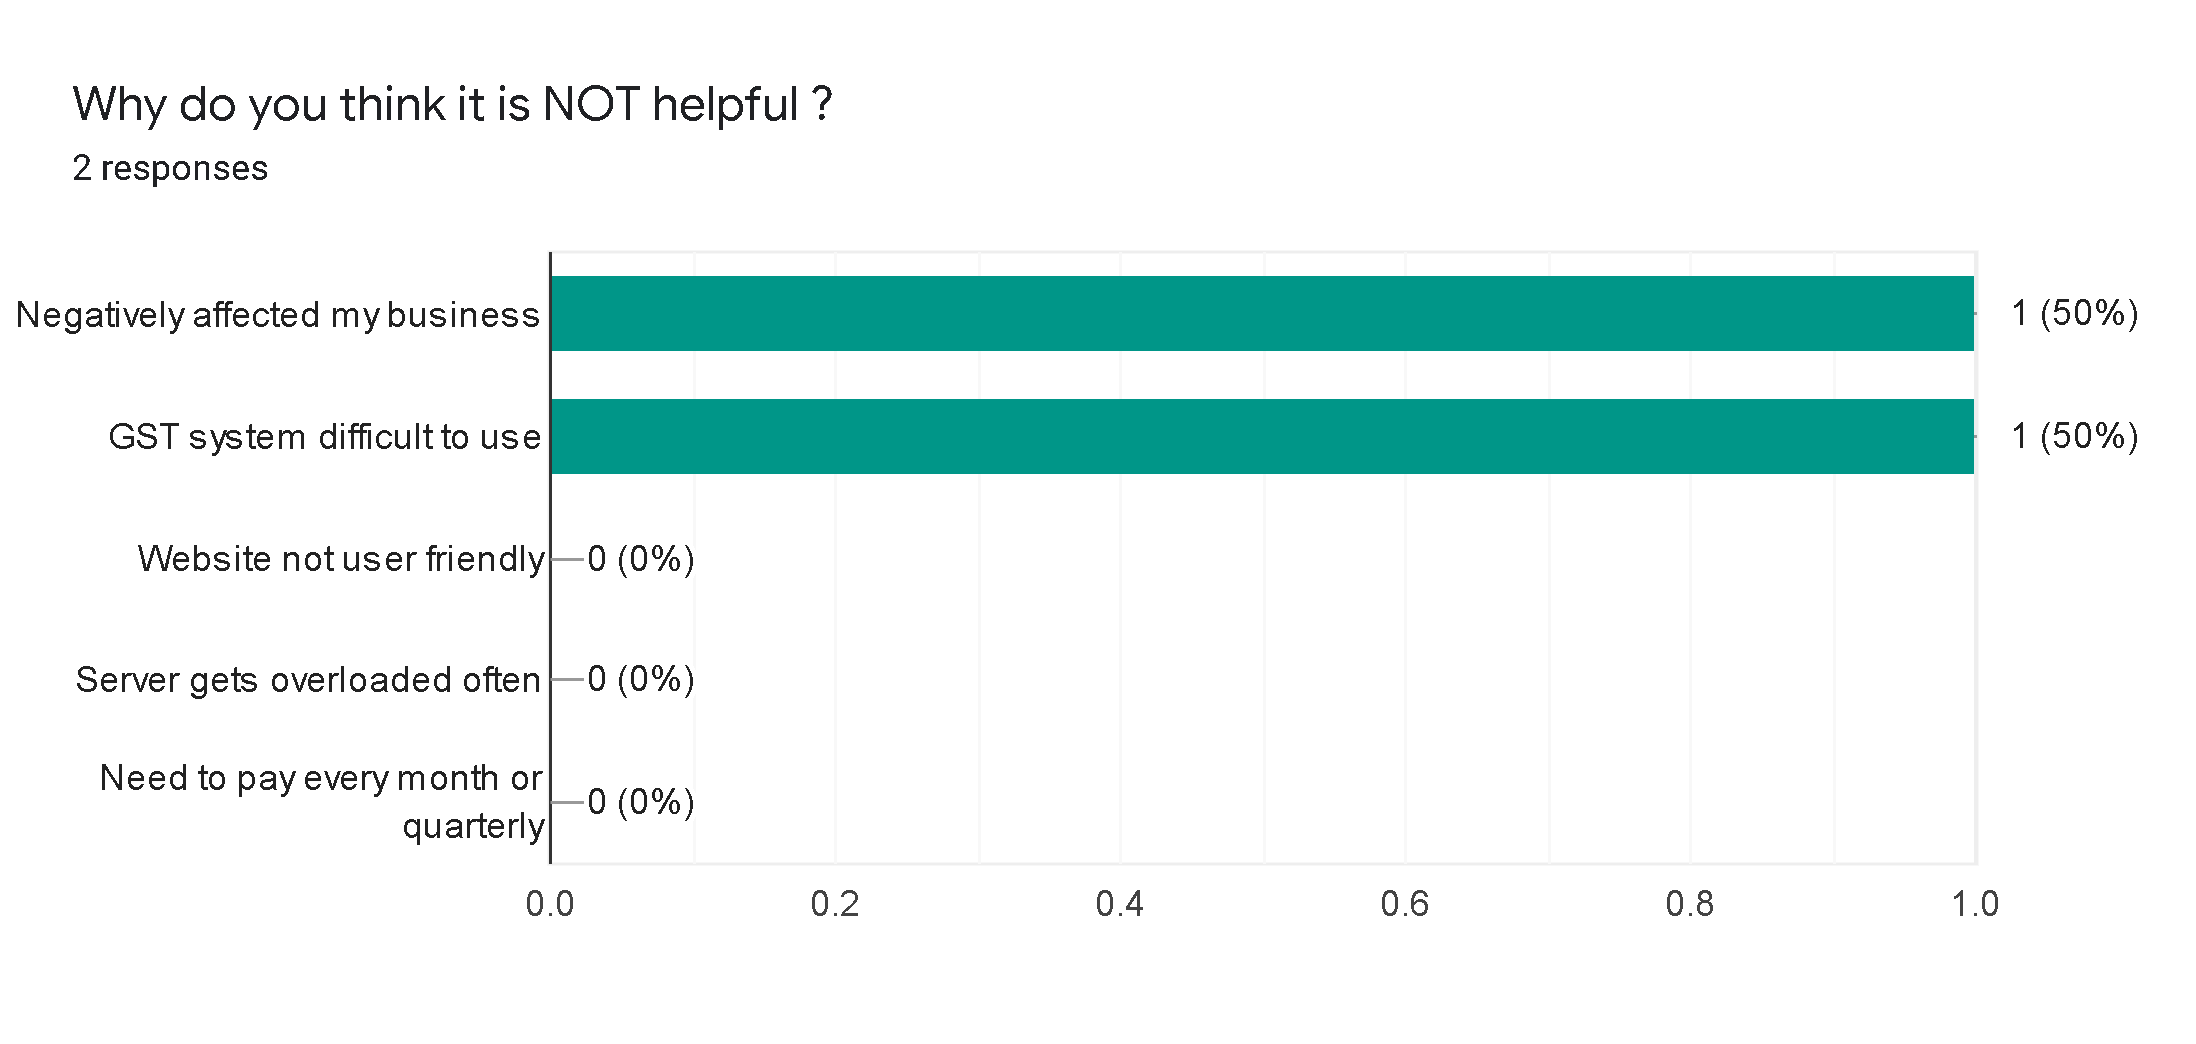 Why do you think it is NOT helpful ?
2 responses
Negatively affected my business
1 (50%)
GST system difficult to use
1 (50%)
Website not user friendly
0 (0%)
Server gets overloaded often
0 (0%)
Need to pay every month or
quarterly
0 (0%)
0.0 0.2 0.4 0.6 0.8 1.0